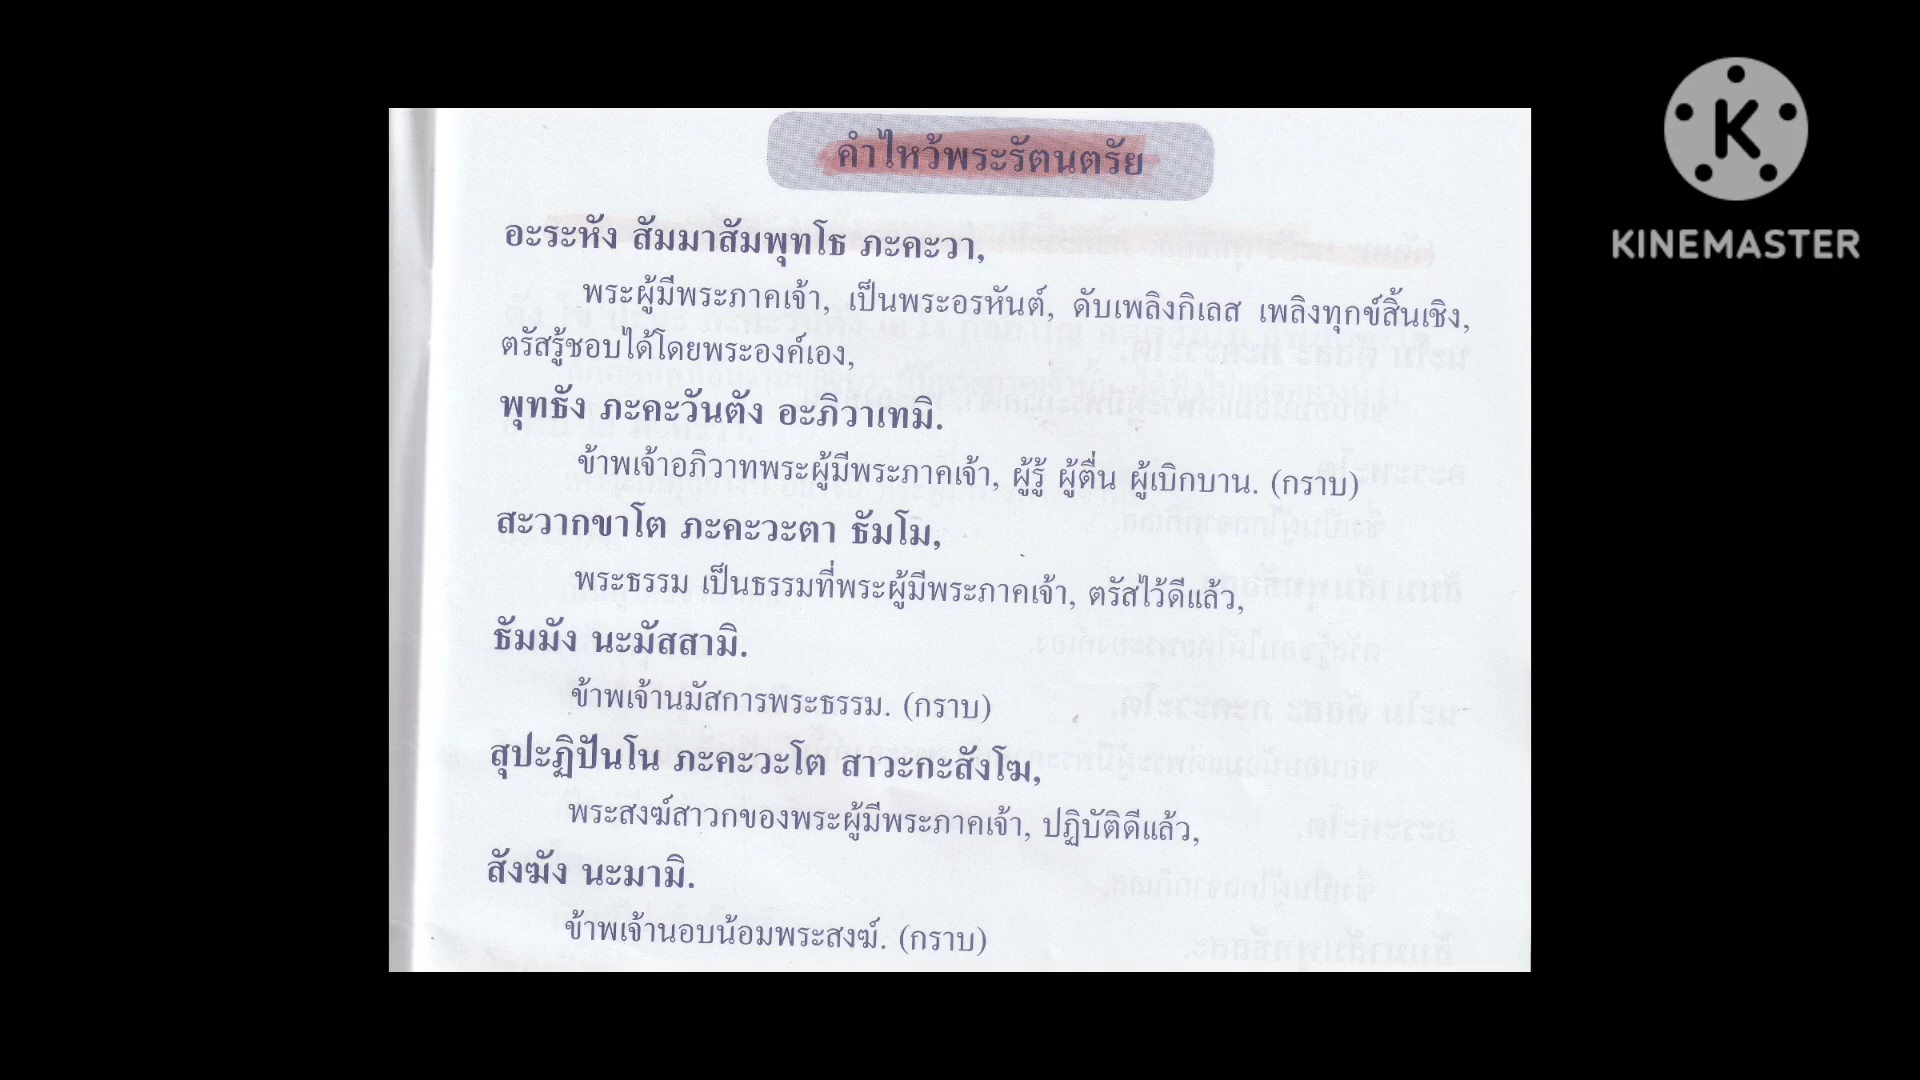 คำไหว้พระรัตนตรัย
อะระหัง สัมมาสัมพุทโธ ภะคะวา,
พระผู้มีพระภาคเจ้า, เป็นพระอรหันต์, ดับเพลิงกิเลส เพลิงทุกข์สิ้นเชิง,
ตรัสรู้ชอบได้โดยพระองค์เอง,
พุทธัง ภะคะวันตัง อะภิวาเทมิ.
ข้าพเจ้าอภิวาทพระผู้มีพระภาคเจ้า, ผู้รู้ ผู้ตื่น ผู้เบิกบาน. (กราบ)
สะวากขาโต ภะคะวะตา ธัมโม,
พระธรรม เป็นธรรมที่พระผู้มีพระภาคเจ้า, ตรัสไว้ดีแล้ว,
ธัมมัง นะมัสสามิ.
ข้าพเจ้านมัสการพระธรรม. (กราบ)
สุปะฏิปันโน ภะคะวะโต สาวะกะสังโฆ,
พระสงฆ์สาวกของพระผู้มีพระภาคเจ้า, ปฏิบัติดีแล้ว,
สังฆัง นะมามิ.
ข้าพเจ้านอบน้อมพระสงฆ์. (กราบ)
K
KINEMASTER